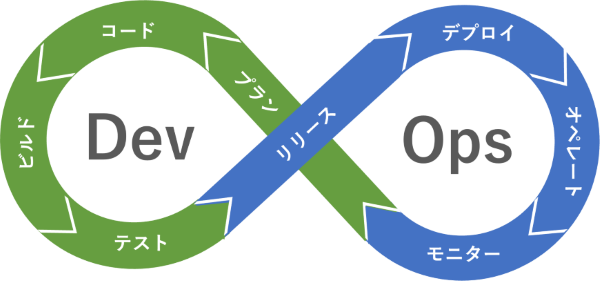 コード
プラン
ビルド
Dev
テスト
リリース
デプロイ
Ops
オペレート
モニター